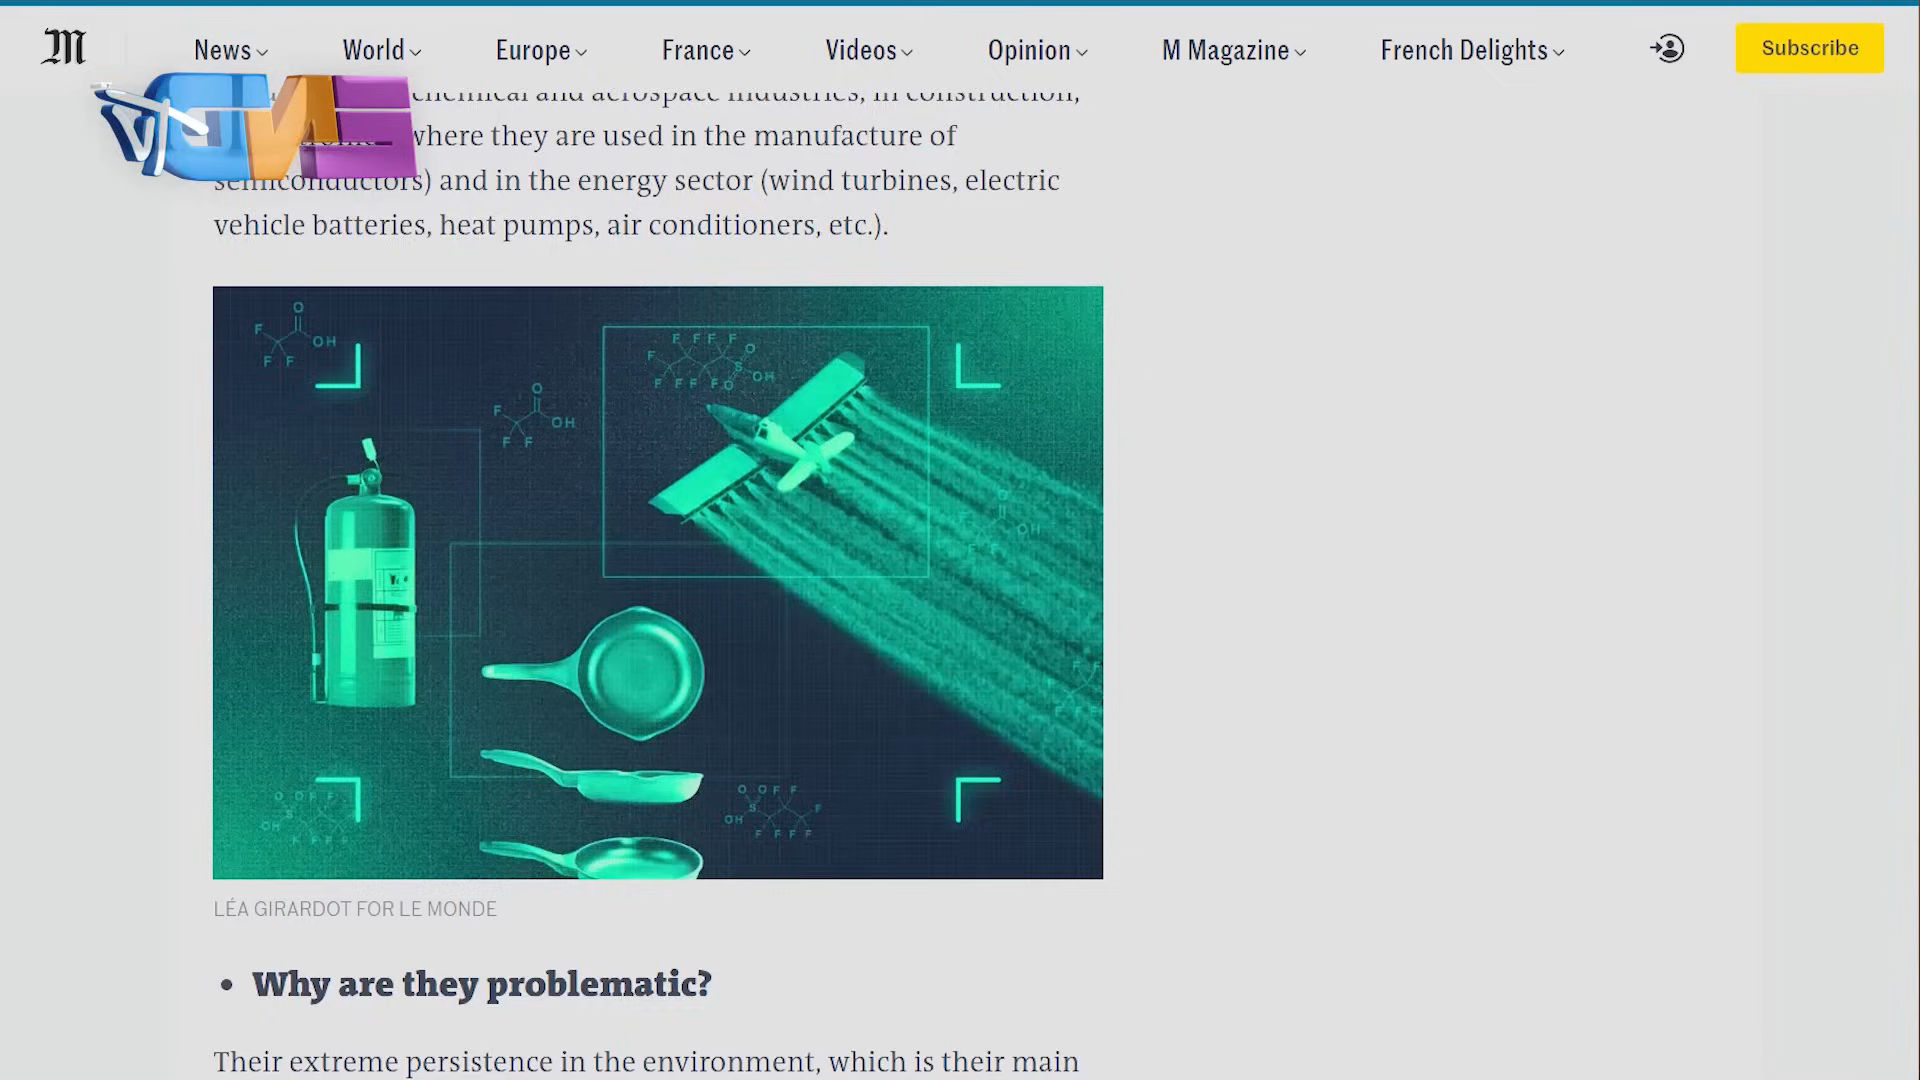 M
News
World
Europe
France
Videos
Opinion
M Magazine
French Delights
Subscribe
chemical and aerospace industries, in construction,
where they are used in the manufacture of
semiconductors) and in the energy sector (wind turbines, electric
vehicle batteries, heat pumps, air conditioners, etc.).
LÉA GIRARDOT FOR LE MONDE
• Why are they problematic?
Their extreme persistence in the environment, which is their main